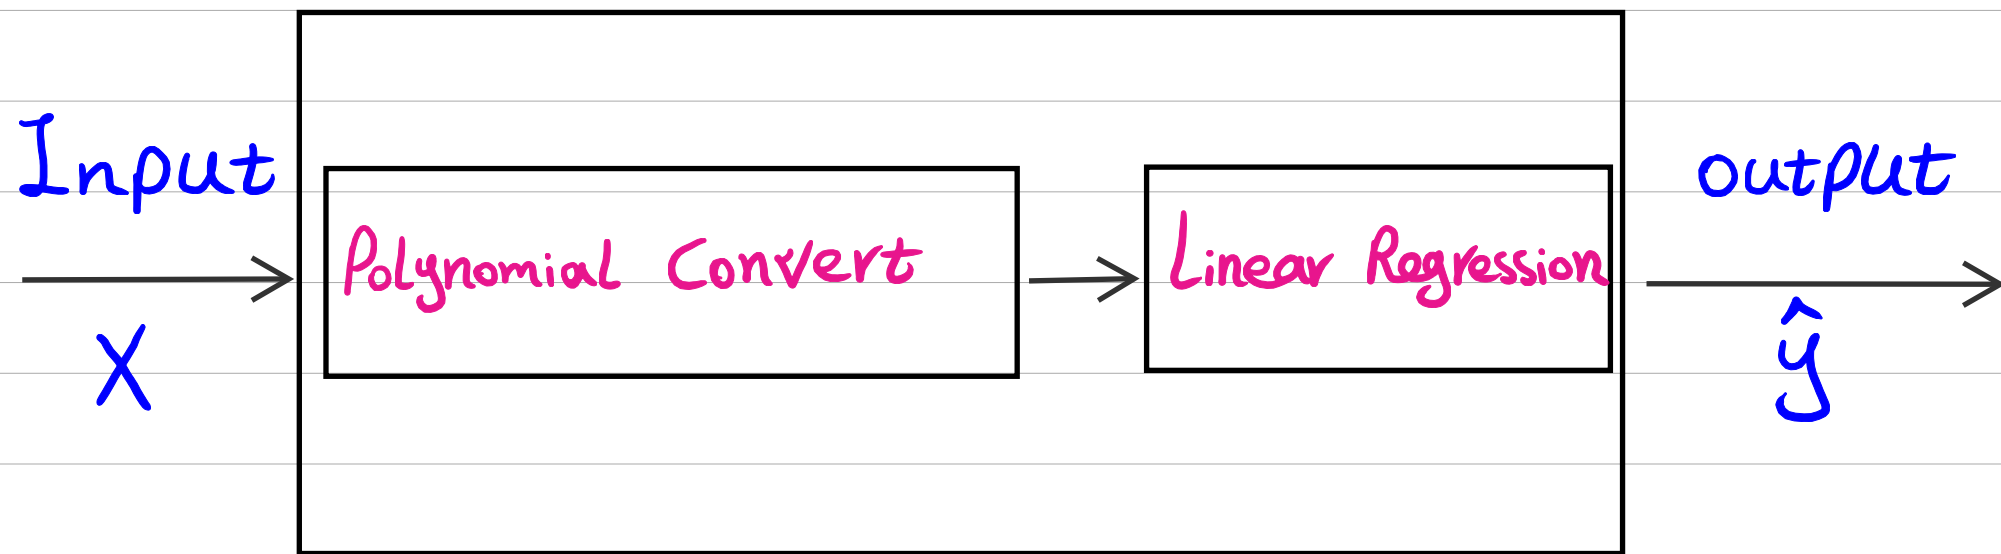 Input
X
Polynomial Convert
Linear Regression
output
ŷ